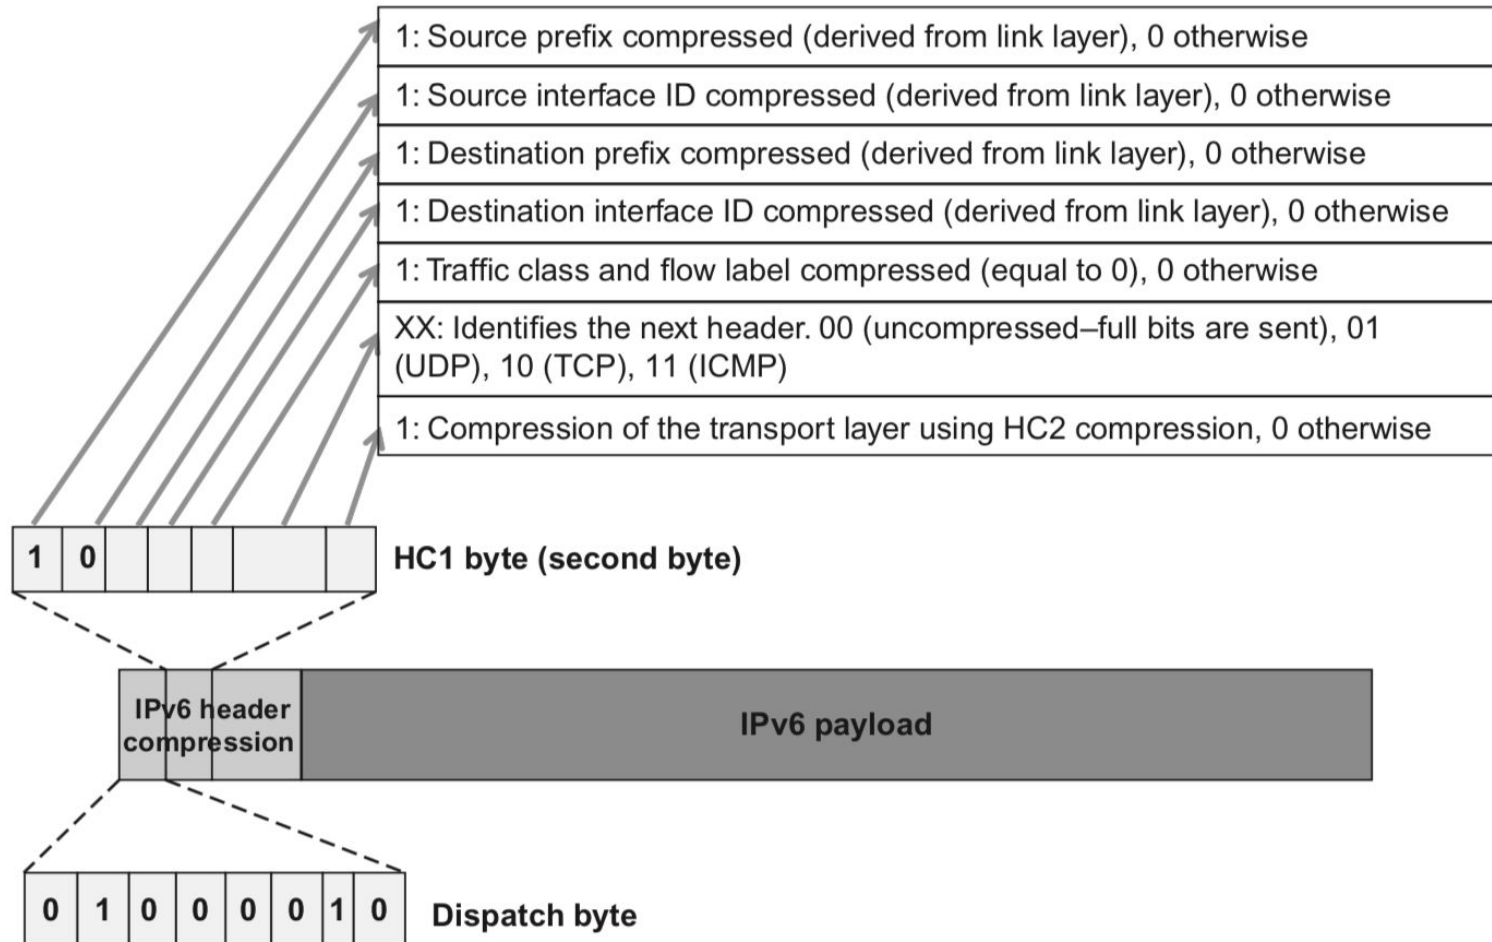 1: Source prefix compressed (derived from link layer), 0 otherwise
1: Source interface ID compressed (derived from link layer), 0 otherwise
1: Destination prefix compressed (derived from link layer), 0 otherwise
1: Destination interface ID compressed (derived from link layer), 0 otherwise
1: Traffic class and flow label compressed (equal to 0), 0 otherwise
XX: Identifies the next header. 00 (uncompressed–full bits are sent), 01
(UDP), 10 (TCP), 11 (ICMP)
1: Compression of the transport layer using HC2 compression, 0 otherwise
1 0 HC1 byte (second byte)
IPv6 header
compression
IPv6 payload
0 1 0 0 0 0 1 0 Dispatch byte